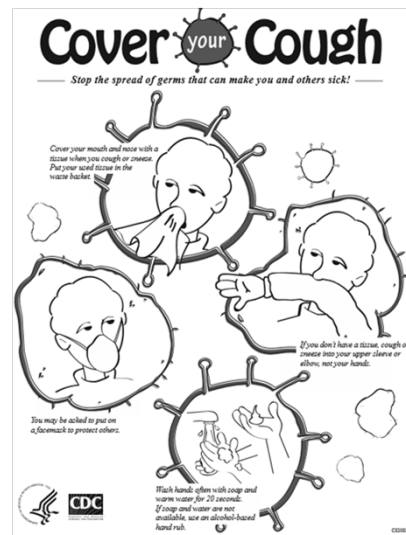 Cover your Cough
Stop the spread of germs that can make you and others sick!
Cover your mouth and nose with a
tissue when you cough or sneeze.
Put your used tissue in the
waste basket.
If you don't have a tissue, cough o
sneeze into your upper sleeve or
elbow, not your hands.
You may be asked to put on
a facemask to protect others.
Wash hands often with soap and
warm water for 20 seconds.
If soap and water are not
available, use an alcohol-based
hand rub.
CDC